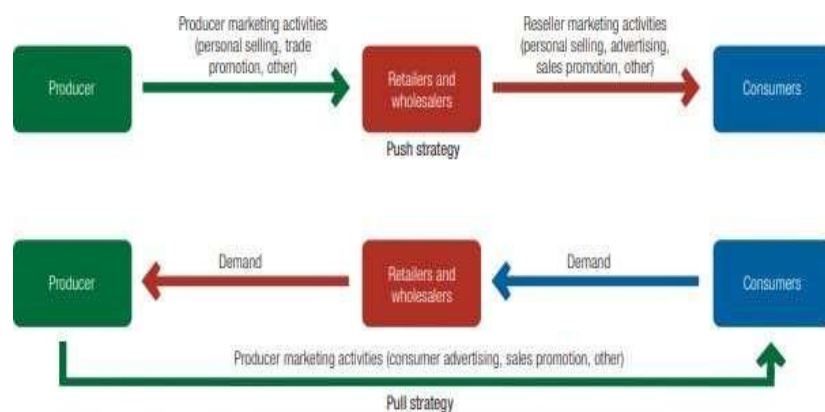 Producer marketing activities
(personal selling, trade
promotion, other)
Reseller marketing activities
(personal selling, advertising,
sales promotion, other)
Producer
Retailers and
wholesalers
Consumers
Push strategy
Producer
Demand
Retailers and
wholesalers
Demand
Consumers
Producer marketing activities (consumer advertising, sales promotion, other)
Pull strategy